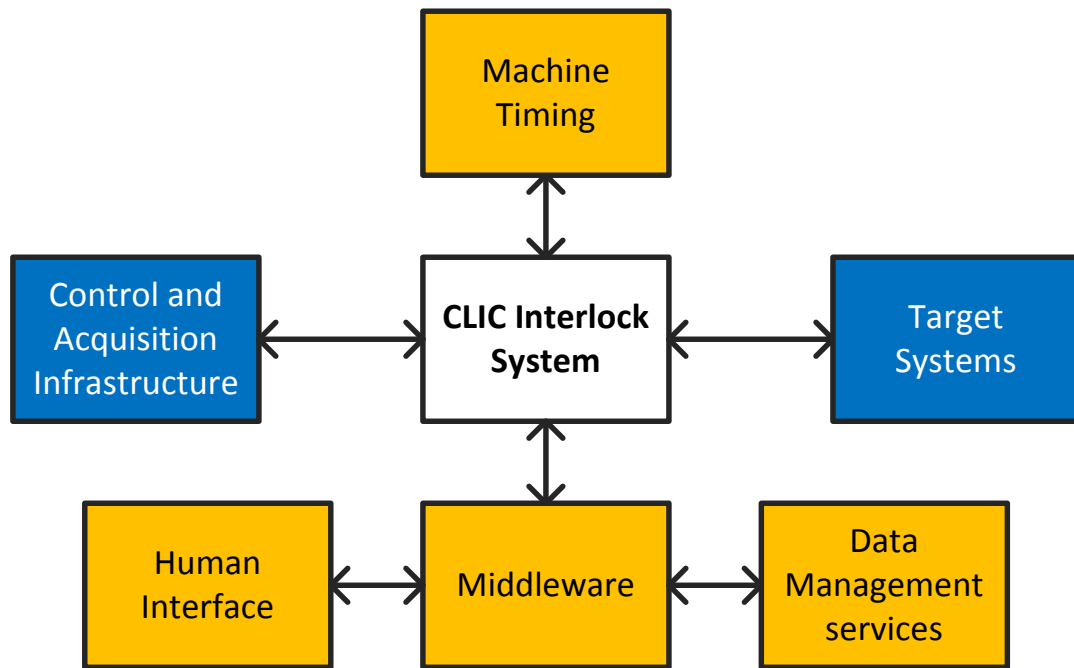 Machine
Timing
Control and
Acquisition
Infrastructure
CLIC Interlock
System
Target
Systems
Human
Interface
Middleware
Data
Management
services